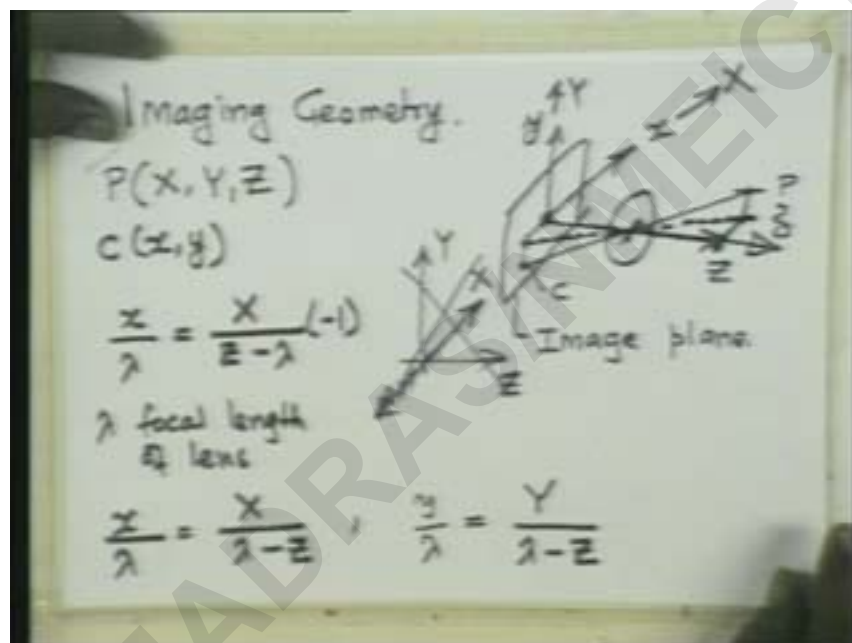 Imaging Geometry.
P(X, Y, Z)
C(x,y)
x/λ = X/(Z-λ) (-1)
λ focal length
of lens
x/λ = X/(λ-Z) , y/λ = Y/(λ-Z)
Y
y
x
X
P
Z
C
Image plane.
Y
X
Z